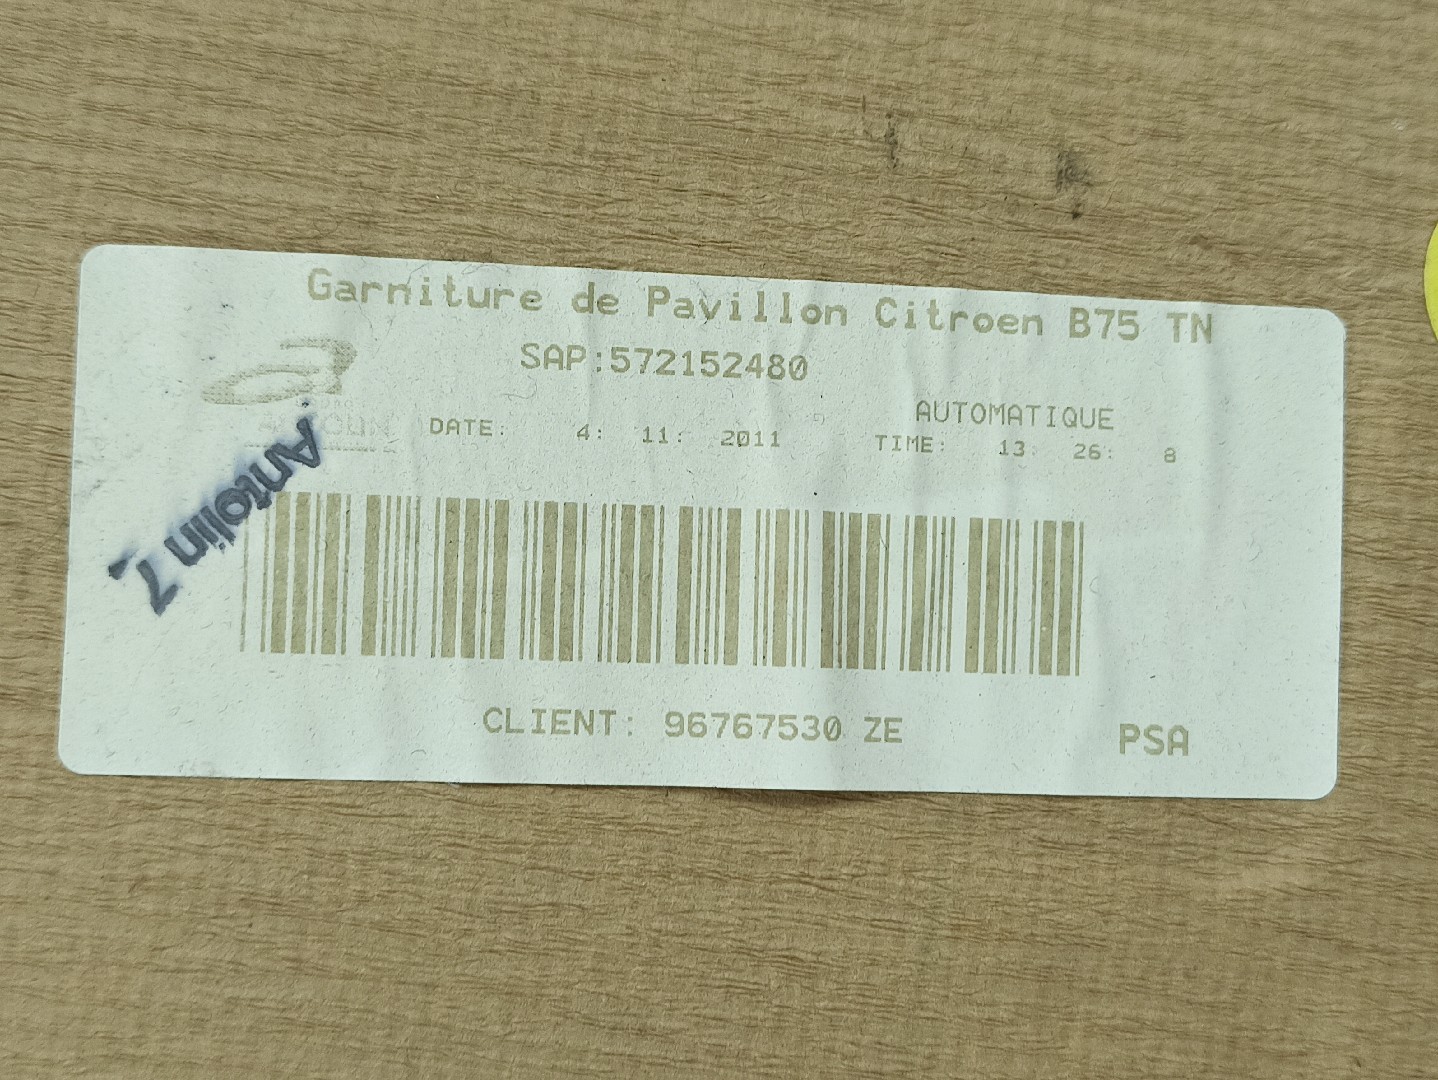 Garniture de Pavillon Citroen B75 TN
SAP:572152480
AUTOMATIQUE
DATE: 4: 11: 2011 TIME: 13: 26: 8
Antolin 7
CLIENT: 96767530 ZE
PSA